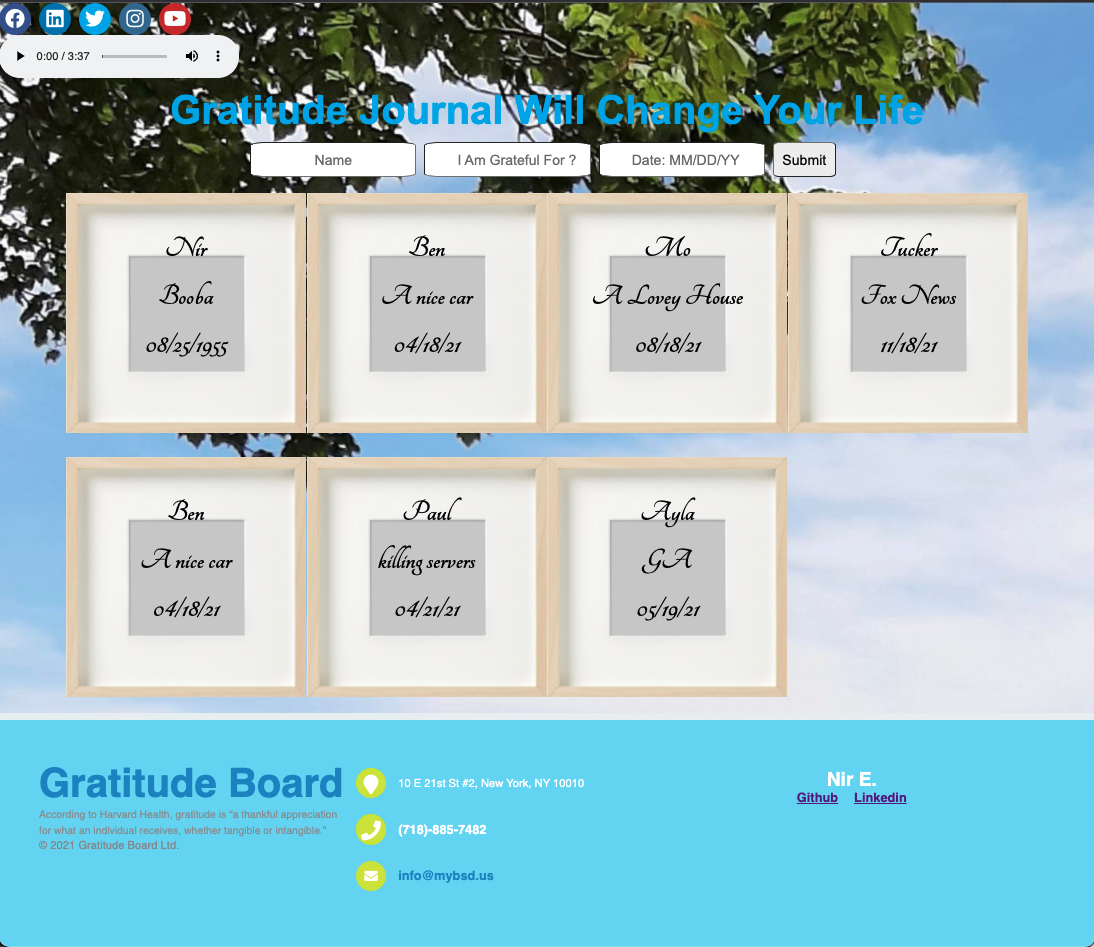 0:00 / 3:37
Gratitude Journal Will Change Your Life
Name
I Am Grateful For ?
Date: MM/DD/YY
Submit
Nir
Booba
08/25/1955
Ben
A nice car
04/18/21
Mo
A Lovey House
08/18/21
Tucker
Fox News
11/18/21
Ben
A nice car
04/18/21
Paul
killing servers
04/21/21
Ayla
GA
05/19/21
Gratitude Board
According to Harvard Health, gratitude is "a thankful appreciation
for what an individual receives, whether tangible or intangible."
© 2021 Gratitude Board Ltd.
10 E 21st St #2, New York, NY 10010
(718)-885-7482
info@mybsd.us
Nir E.
Github Linkedin